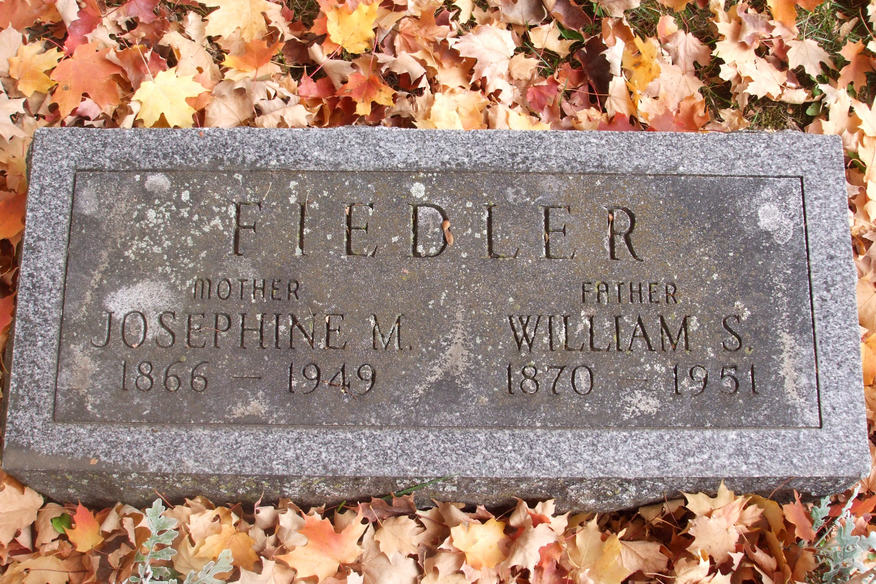 FIEDLER
MOTHER FATHER
JOSEPHINE M. WILLIAM S.
1866 – 1949 1870 – 1951